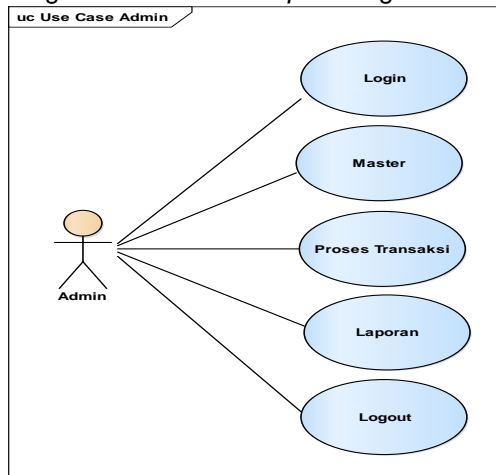 uc Use Case Admin
Login
Master
Proses Transaksi
Admin
Laporan
Logout